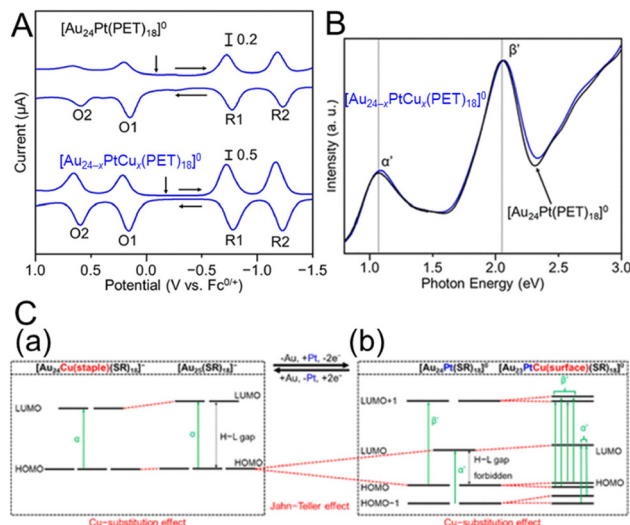 A
[Au24Pt(PET)18]0
0.2
O2
O1
R1
R2
[Au24-xPtCux(PET)18]0
0.5
O2
O1
R1
R2
Current (μA)
1.0
0.5
0.0
-0.5
-1.0
-1.5
Potential (V vs. Fc0/+)
B
β'
[Au24-xPtCux(PET)18]0
α'
[Au24Pt(PET)18]0
Intensity (a. u.)
1.0
1.5
2.0
2.5
3.0
Photon Energy (eV)
C
(a)
(b)
[Au24Cu(staple)(SR)18]-
[Au25(SR)18]-
-Au, +Pt, -2e-
+Au, -Pt, +2e-
[Au24Pt(SR)18]0
[Au23PtCu(surface)(SR)18]0
LUMO
LUMO
α
α
H-L gap
HOMO
HOMO
Cu-substitution effect
Jahn-Teller effect
β'
LUMO+1
β'
LUMO
LUMO
α'
H-L gap
forbidden
α'
HOMO
HOMO
HOMO-1
Cu-substitution effect